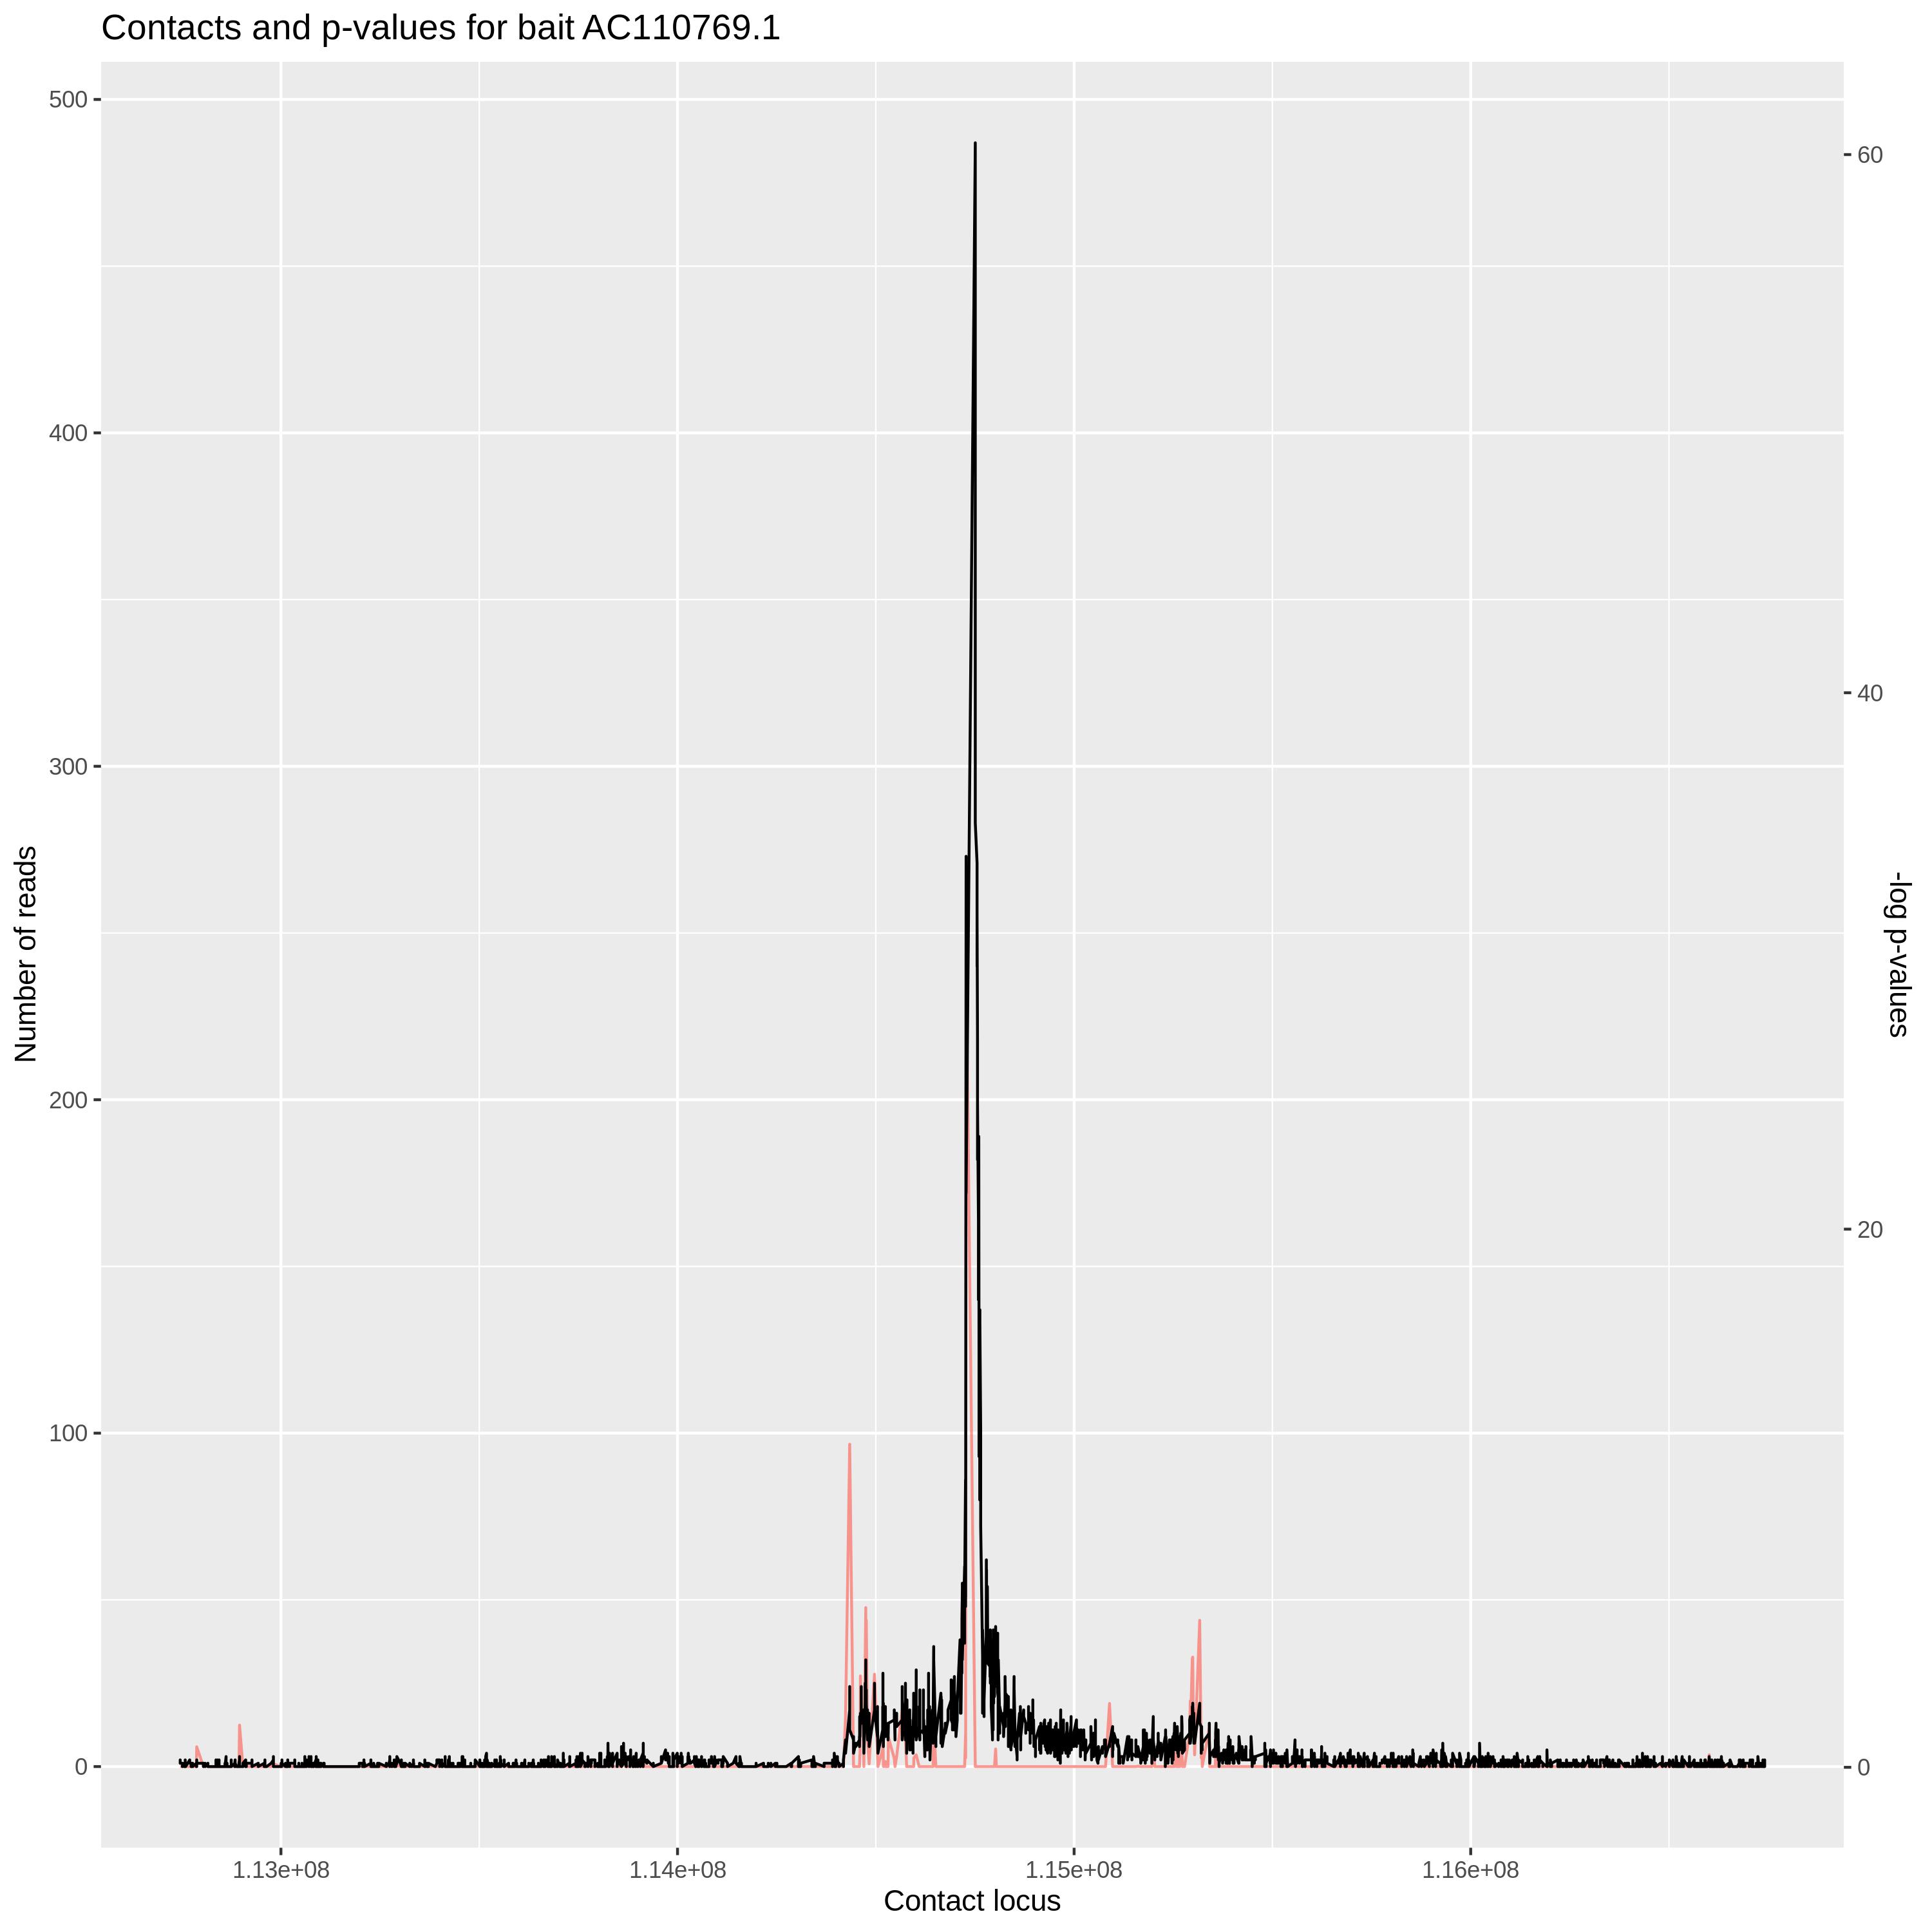 Contacts and p-values for bait AC110769.1
500
400
300
200
100
0
Number of reads
60
40
20
0
-log p-values
1.13e+08
1.14e+08
1.15e+08
1.16e+08
Contact locus